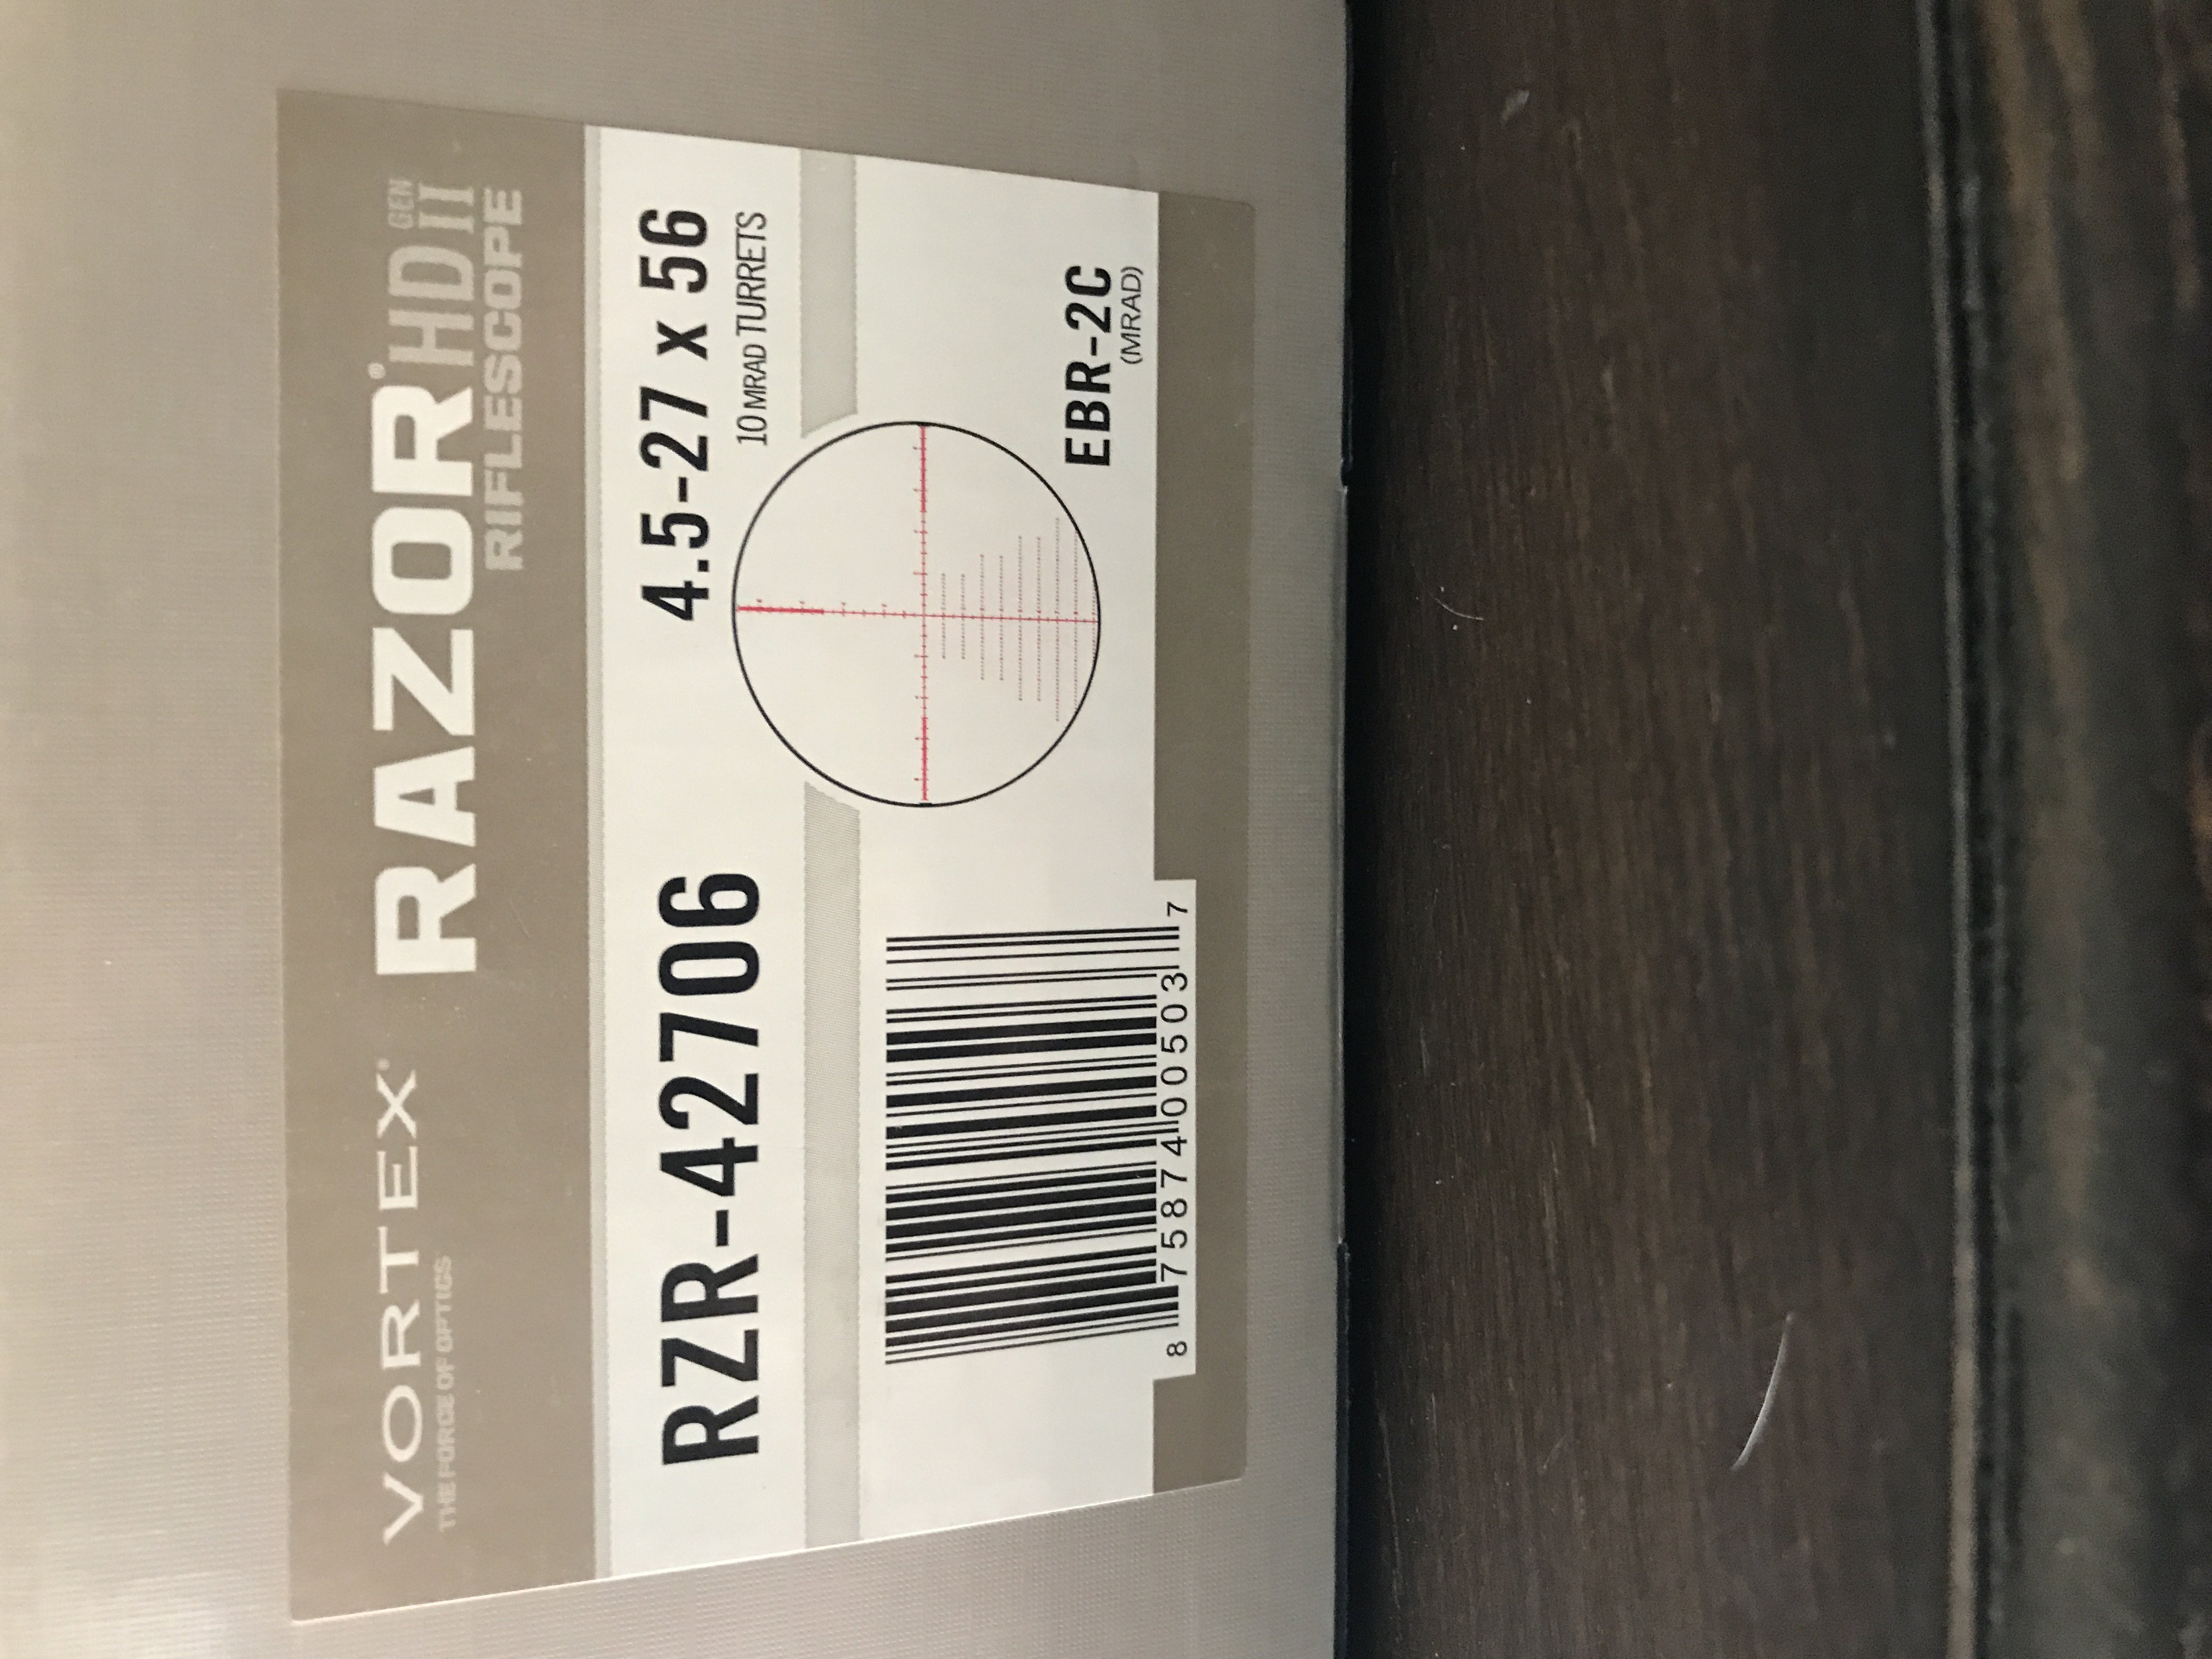 VORTEX®
THE FORCE OF OPTICS
RAZOR® HD GEN II
RIFLESCOPE
RZR-42706
4.5-27 x 56
10 MRAD TURRETS
EBR-2C
(MRAD)
8 75874 00503 7